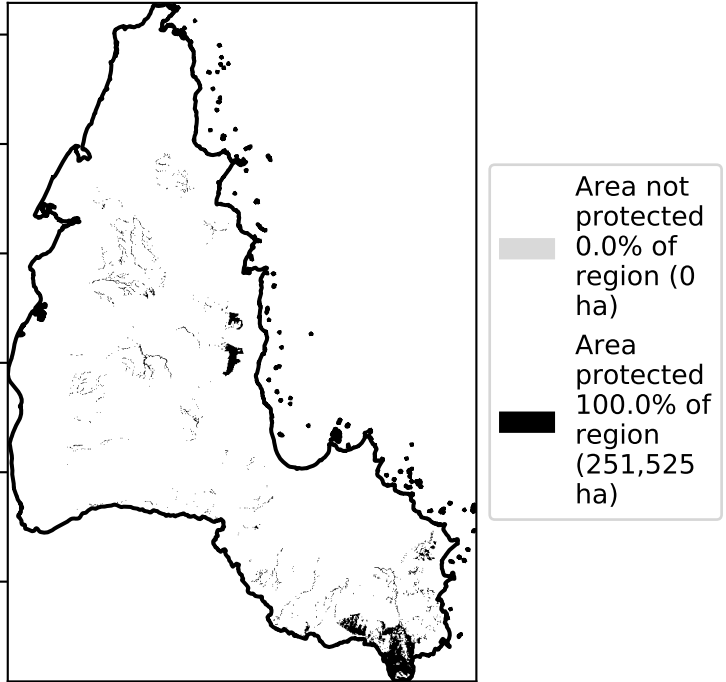 Area not
protected
0.0% of
region (0
ha)
Area
protected
100.0% of
region
(251,525
ha)